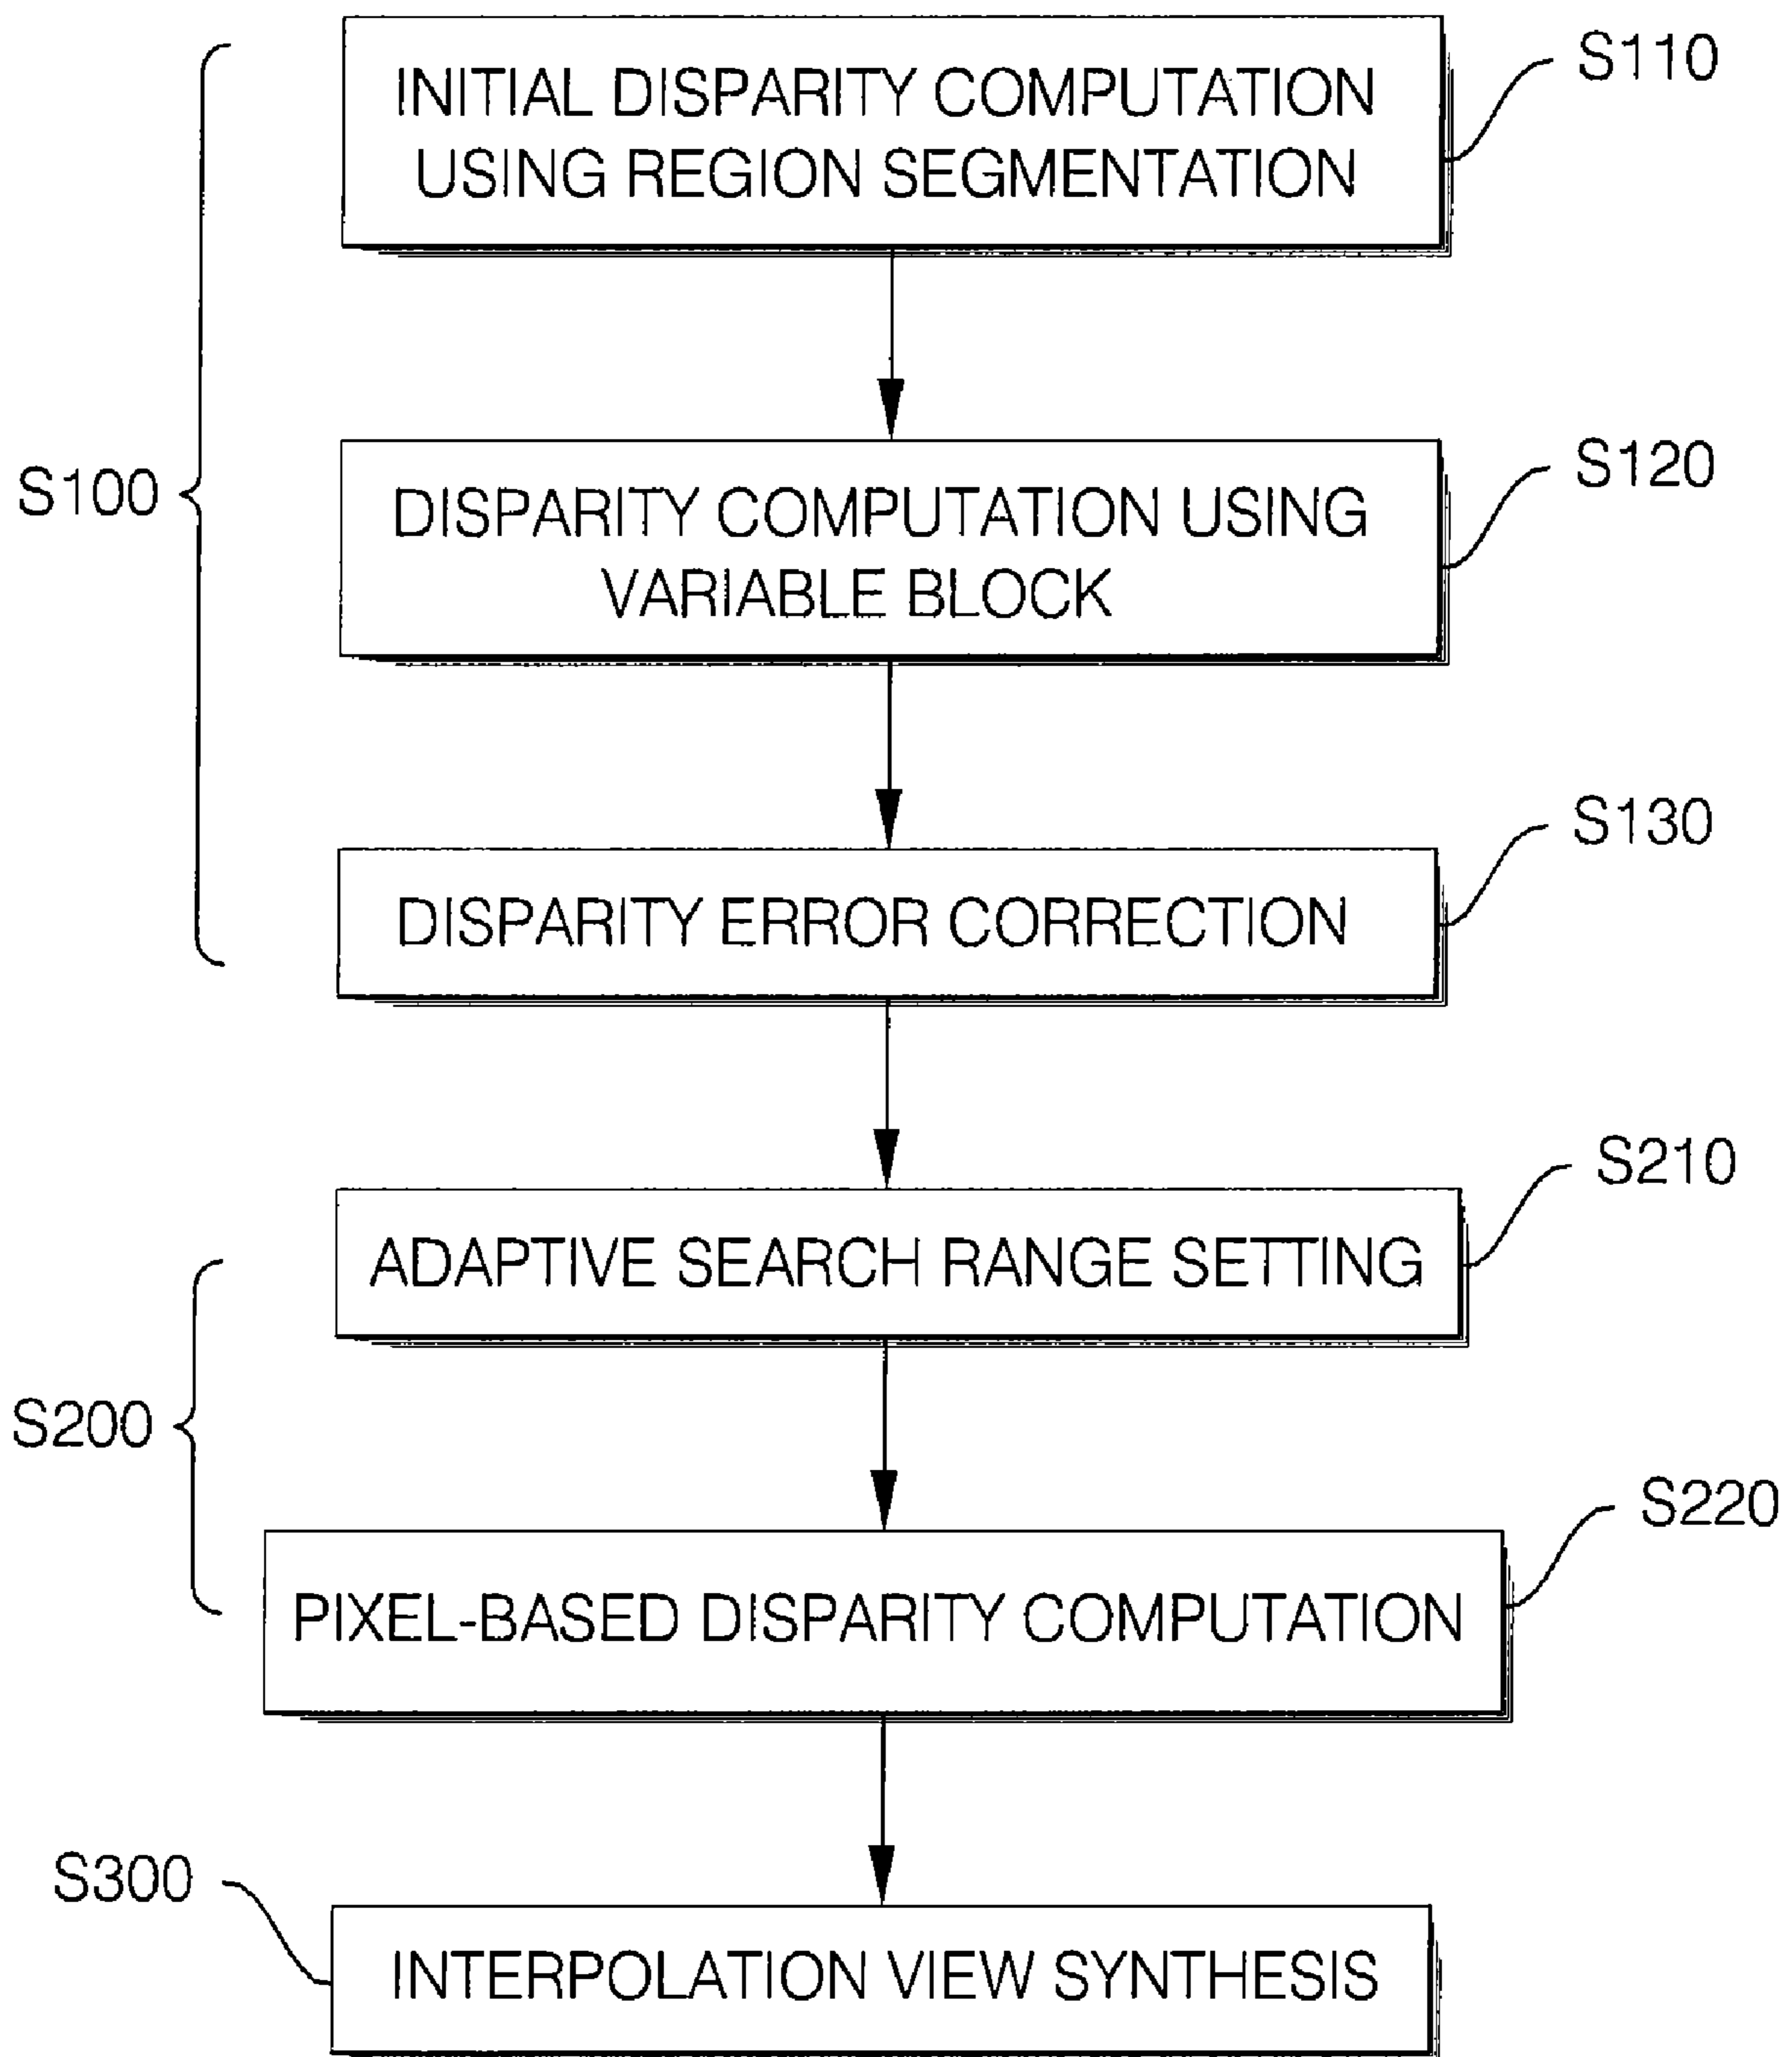 INITIAL DISPARITY COMPUTATION
USING REGION SEGMENTATION
S110
S100
DISPARITY COMPUTATION USING
VARIABLE BLOCK
S120
DISPARITY ERROR CORRECTION
S130
S200
ADAPTIVE SEARCH RANGE SETTING
S210
PIXEL-BASED DISPARITY COMPUTATION
S220
S300
INTERPOLATION VIEW SYNTHESIS